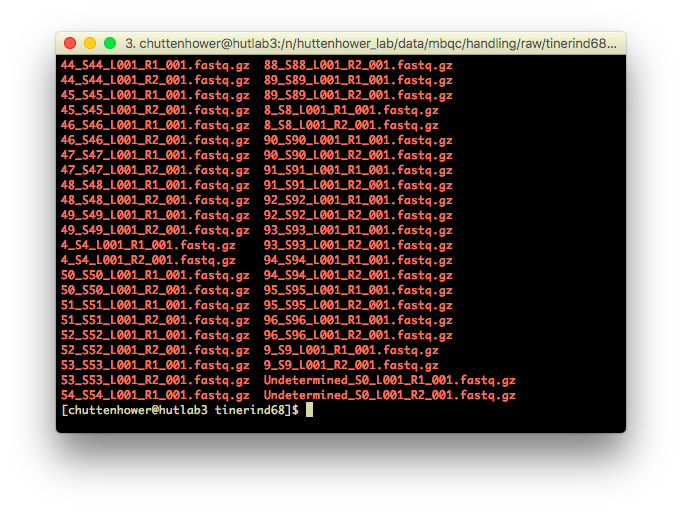 3. chuttenhower@hutlab3:/n/huttenhower_lab/data/mbqc/handling/raw/tinerind68...
44_S44_L001_R1_001.fastq.gz  88_S88_L001_R2_001.fastq.gz
44_S44_L001_R2_001.fastq.gz  89_S89_L001_R1_001.fastq.gz
45_S45_L001_R1_001.fastq.gz  89_S89_L001_R2_001.fastq.gz
45_S45_L001_R2_001.fastq.gz  8_S8_L001_R1_001.fastq.gz
46_S46_L001_R1_001.fastq.gz  8_S8_L001_R2_001.fastq.gz
46_S46_L001_R2_001.fastq.gz  90_S90_L001_R1_001.fastq.gz
47_S47_L001_R1_001.fastq.gz  90_S90_L001_R2_001.fastq.gz
47_S47_L001_R2_001.fastq.gz  91_S91_L001_R1_001.fastq.gz
48_S48_L001_R1_001.fastq.gz  91_S91_L001_R2_001.fastq.gz
48_S48_L001_R2_001.fastq.gz  92_S92_L001_R1_001.fastq.gz
49_S49_L001_R1_001.fastq.gz  92_S92_L001_R2_001.fastq.gz
49_S49_L001_R2_001.fastq.gz  93_S93_L001_R1_001.fastq.gz
4_S4_L001_R1_001.fastq.gz    93_S93_L001_R2_001.fastq.gz
4_S4_L001_R2_001.fastq.gz    94_S94_L001_R1_001.fastq.gz
50_S50_L001_R1_001.fastq.gz  94_S94_L001_R2_001.fastq.gz
50_S50_L001_R2_001.fastq.gz  95_S95_L001_R1_001.fastq.gz
51_S51_L001_R1_001.fastq.gz  95_S95_L001_R2_001.fastq.gz
51_S51_L001_R2_001.fastq.gz  96_S96_L001_R1_001.fastq.gz
52_S52_L001_R1_001.fastq.gz  96_S96_L001_R2_001.fastq.gz
52_S52_L001_R2_001.fastq.gz  9_S9_L001_R1_001.fastq.gz
53_S53_L001_R1_001.fastq.gz  9_S9_L001_R2_001.fastq.gz
53_S53_L001_R2_001.fastq.gz  Undetermined_S0_L001_R1_001.fastq.gz
54_S54_L001_R1_001.fastq.gz  Undetermined_S0_L001_R2_001.fastq.gz
[chuttenhower@hutlab3 tinerind68]$